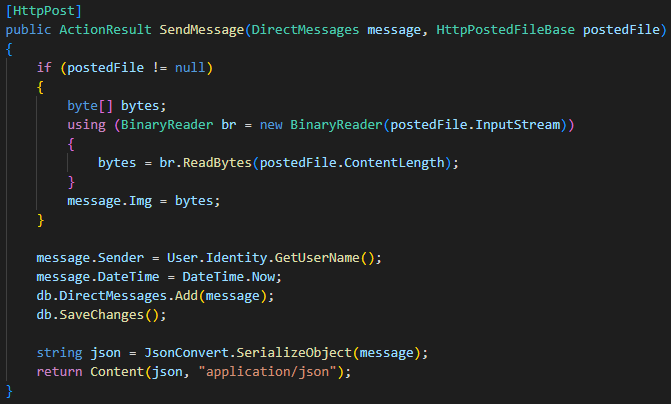 [HttpPost]
public ActionResult SendMessage(DirectMessages message, HttpPostedFileBase postedFile)
{
    if (postedFile != null)
    {
        byte[] bytes;
        using (BinaryReader br = new BinaryReader(postedFile.InputStream))
        {
            bytes = br.ReadBytes(postedFile.ContentLength);
        }
        message.Img = bytes;
    }

    message.Sender = User.Identity.GetUserName();
    message.DateTime = DateTime.Now;
    db.DirectMessages.Add(message);
    db.SaveChanges();

    string json = JsonConvert.SerializeObject(message);
    return Content(json, "application/json");
}